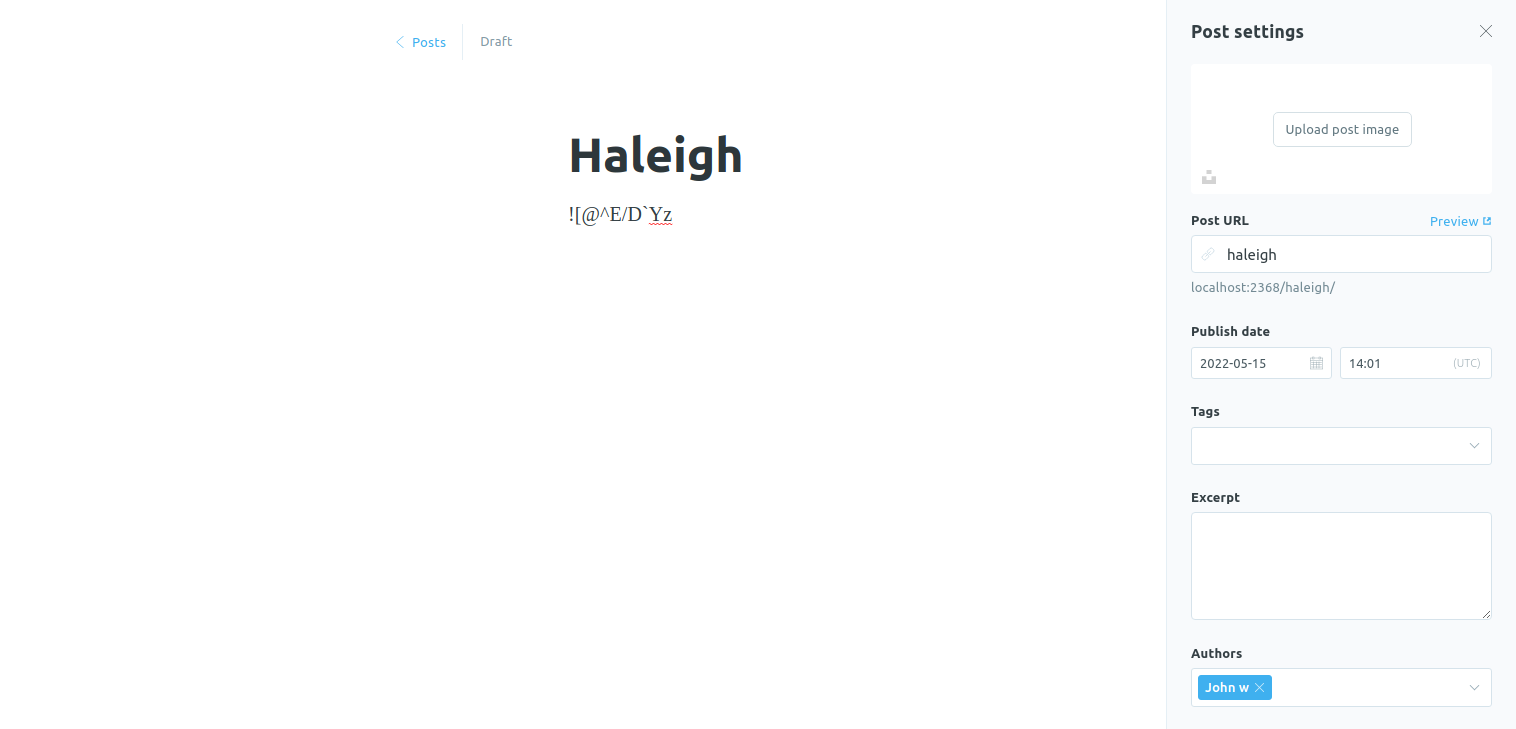 Posts
Draft
Haleigh
![@^E/D`Yz
Post settings
Upload post image
Post URL
Preview
haleigh
localhost:2368/haleigh/
Publish date
2022-05-15
14:01
(UTC)
Tags
Excerpt
Authors
John w